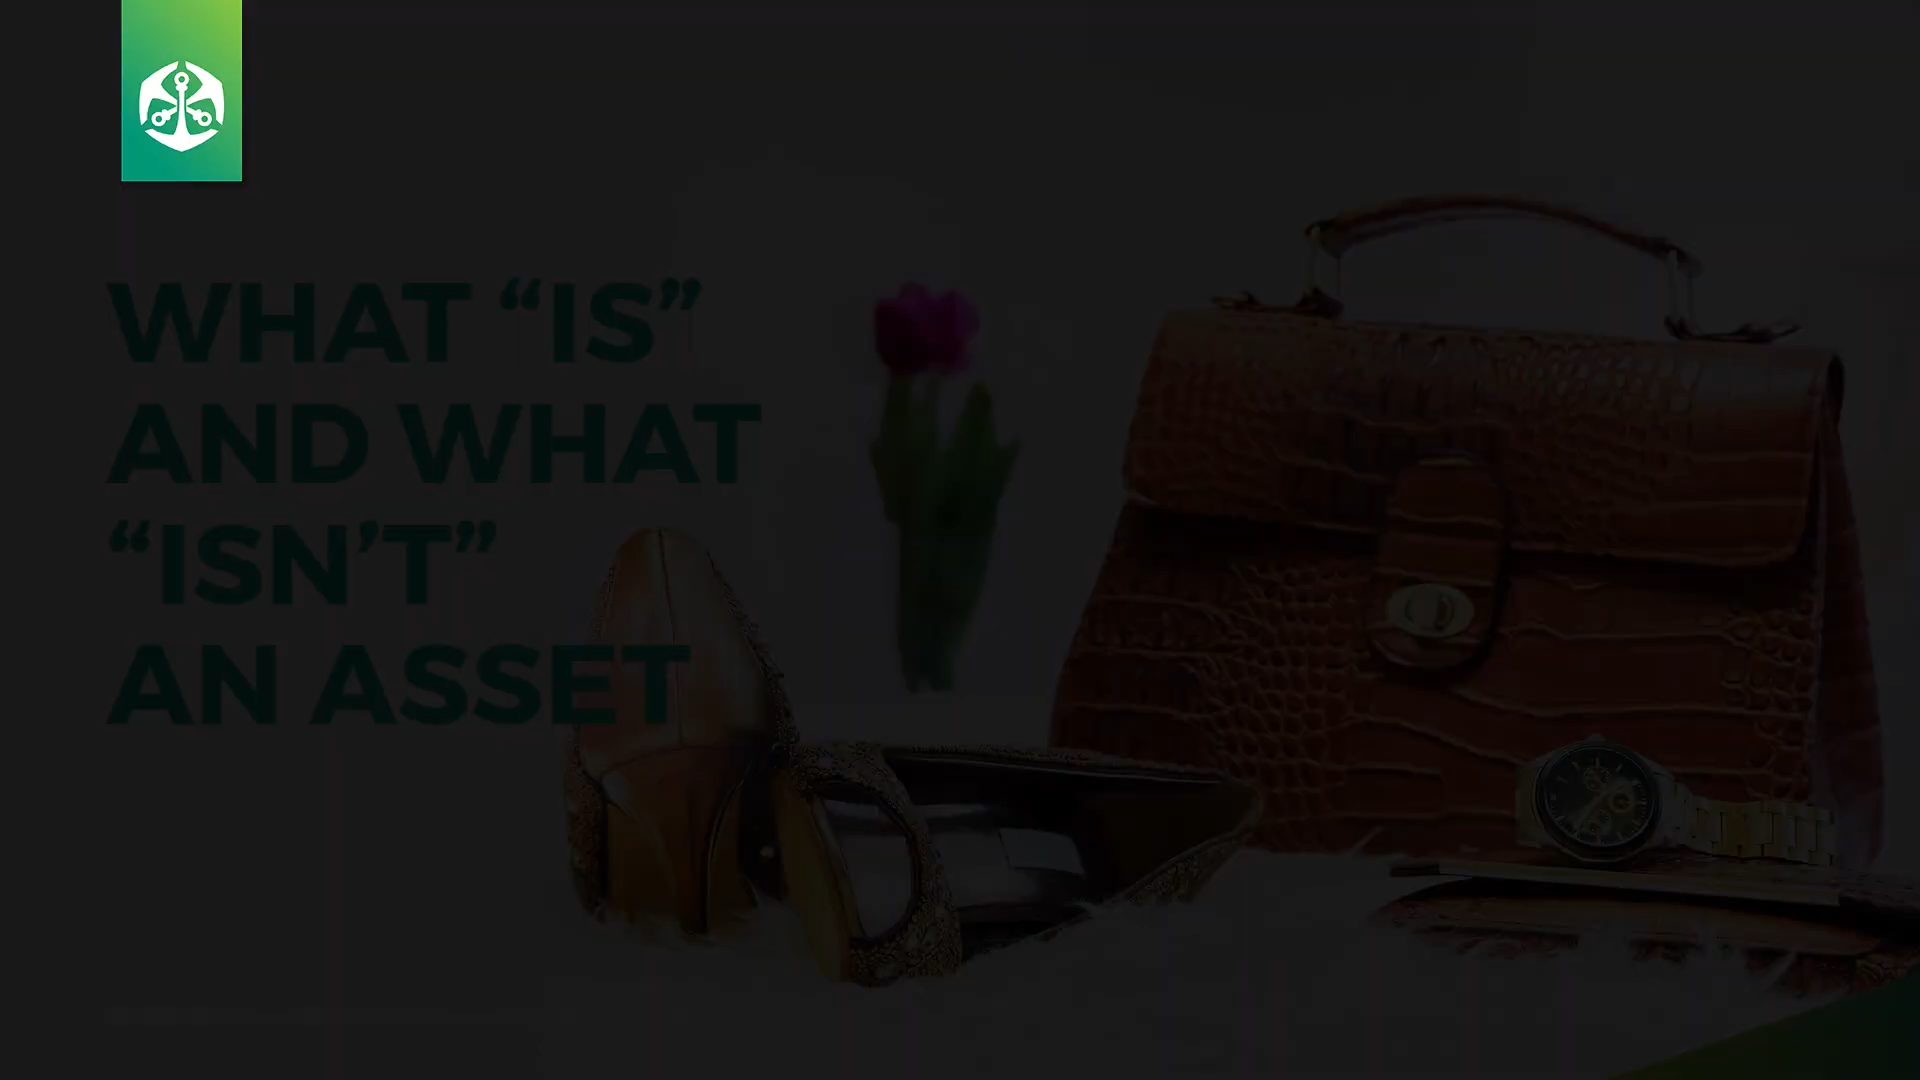 WHAT “IS”
AND WHAT
“ISN’T”
AN ASSET